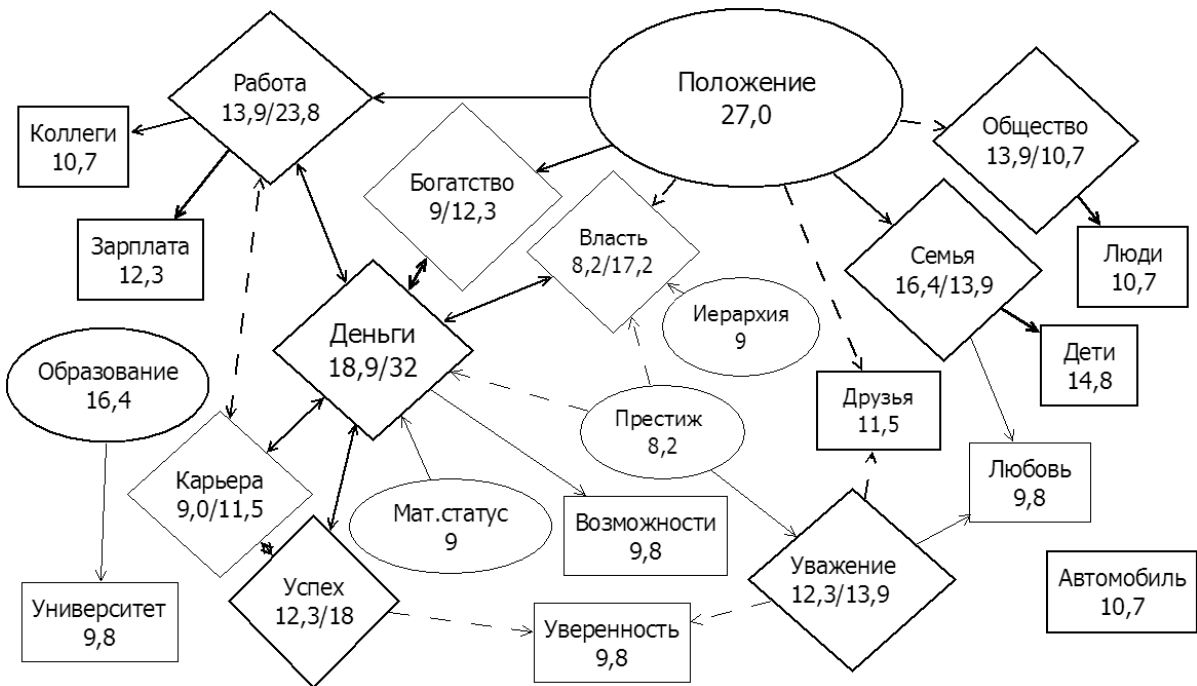 Работа
13,9/23,8
Положение
27,0
Коллеги
10,7
Богатство
9/12,3
Общество
13,9/10,7
Зарплата
12,3
Власть
8,2/17,2
Семья
16,4/13,9
Люди
10,7
Иерархия
9
Деньги
18,9/32
Дети
14,8
Образование
16,4
Престиж
8,2
Друзья
11,5
Карьера
9,0/11,5
Мат.статус
9
Возможности
9,8
Любовь
9,8
Уважение
12,3/13,9
Автомобиль
10,7
Успех
12,3/18
Университет
9,8
Уверенность
9,8